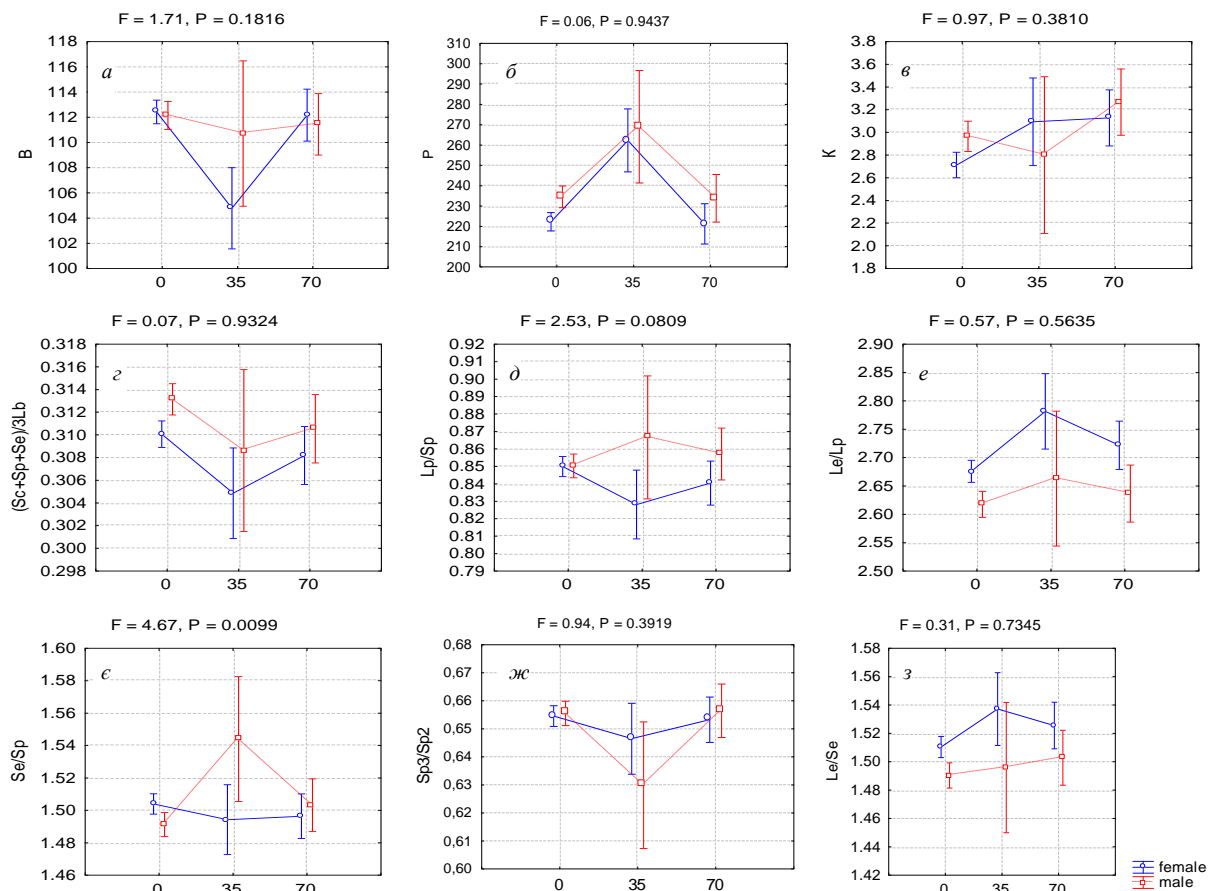 F = 1.71, P = 0.1816
118
116
114
112
110
108
106
104
102
100
B
а
0 35 70
F = 0.06, P = 0.9437
310
300
290
280
270
260
250
240
230
220
210
200
P
б
0 35 70
F = 0.97, P = 0.3810
3.8
3.6
3.4
3.2
3.0
2.8
2.6
2.4
2.2
2.0
1.8
K
в
0 35 70
F = 0.07, P = 0.9324
0.318
0.316
0.314
0.312
0.310
0.308
0.306
0.304
0.302
0.300
0.298
(Sc+Sp+Se)/3Lb
г
0 35 70
F = 2.53, P = 0.0809
0.92
0.91
0.90
0.89
0.88
0.87
0.86
0.85
0.84
0.83
0.82
0.81
0.80
0.79
Lp/Sp
д
0 35 70
F = 0.57, P = 0.5635
2.90
2.85
2.80
2.75
2.70
2.65
2.60
2.55
2.50
Le/Lp
е
0 35 70
F = 4.67, P = 0.0099
1.60
1.58
1.56
1.54
1.52
1.50
1.48
1.46
Se/Sp
є
0 35 70
F = 0.94, P = 0.3919
0,68
0,67
0,66
0,65
0,64
0,63
0,62
0,61
0,60
Sp3/Sp2
ж
0 35 70
F = 0.31, P = 0.7345
1.58
1.56
1.54
1.52
1.50
1.48
1.46
1.44
1.42
Le/Se
з
0 35 70
female
male